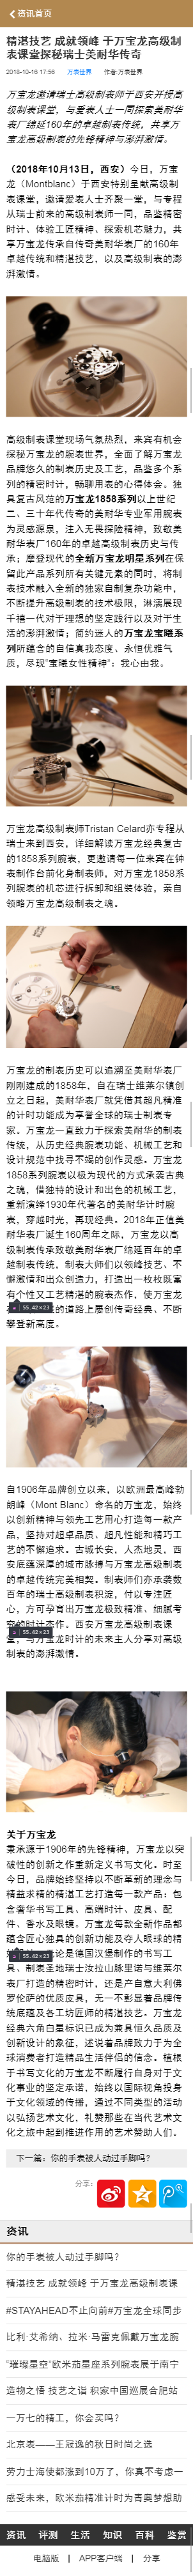 资讯首页
精湛技艺 成就领峰 于万宝龙高级制
表课堂探秘瑞士美耐华传奇
2018-10-16 17:56 万表世界 作者:万表世界
万宝龙邀请瑞士高级制表师于西安开授高
级制表课堂，与爱表人士一同探索美耐华
表厂绵延160年的卓越制表传统，共享万
宝龙高级制表的先锋精神与澎湃激情。
（2018年10月13日，西安）今日，万宝
龙（Montblanc）于西安特别呈献高级制
表课堂，邀请爱表人士齐聚一堂，与专程
从瑞士前来的高级制表师一同，品鉴精密
时计、体验工匠精神、探索机芯魅力，共
享万宝龙传承自传奇美耐华表厂的160年
卓越传统和精湛技艺，以及高级制表的澎
湃激情。
高级制表课堂现场气氛热烈，来宾有机会
探秘万宝龙的腕表世界，全面了解万宝龙
品牌悠久的制表历史及工艺，品鉴多个系
列的精密时计，畅聊用表的心得体会。独
具复古风范的万宝龙1858系列以上世纪
二、三十年代传奇的美耐华专业军用腕表
为灵感源泉，注入无畏探险精神，致敬美
耐华表厂160年的卓越高级制表历史与传
承；摩登现代的全新万宝龙明星系列在保
留此产品系列所有关键元素的同时，将制
表技术融入全新的独家自制复杂功能中，
不断提升高级制表的技术极限，淋漓展现
千禧一代对于理想的坚定践行以及对于生
活的澎湃激情；简约迷人的万宝龙宝曦系
列所蕴含的自信真我态度、永恒优雅气
质，尽现“宝曦女性精神”：我心由我。
万宝龙高级制表师Tristan Celard亦专程从
瑞士来到西安，详细解读万宝龙经典复古
的1858系列腕表，更邀请每一位来宾在钟
表制作台前化身制表师，对万宝龙1858系
列腕表的机芯进行拆卸和组装体验，亲自
领略万宝龙高级制表之魂。
万宝龙的制表历史可以追溯至美耐华表厂
刚刚建成的1858年，自在瑞士维莱尔镇创
立之日起，美耐华表厂就凭借其超凡精准
的计时功能成为享誉全球的瑞士制表专
家。万宝龙一直致力于探索美耐华的制表
传统，从历史经典腕表功能、机械工艺和
设计规范中找寻不竭的创作灵感。万宝龙
1858系列腕表以极为现代的方式承袭古典
之魂，借独特的设计和出色的机械工艺，
重新演绎1930年代著名的美耐华计时腕
表，穿越时光，再现经典。2018年正值美
耐华表厂诞生160周年之际，万宝龙以高
级制表传承致敬美耐华表厂绵延百年的卓
越制表传统，制表大师们以领峰技艺、不
懈激情和出众创造力，打造出一枚枚既富
有个性又工艺精湛的腕表杰作，使万宝龙
的道路上屡创传奇经典、不断
攀登新高度。
a 55.42×23
自1906年品牌创立以来，以欧洲最高峰勃
朗峰（Mont Blanc）命名的万宝龙，始终
以创新精神与领先工艺用心打造每一款产
品，坚持对超卓品质、超凡性能和精巧工
艺的不懈追求。古城长安，人杰地灵，西
安底蕴深厚的城市脉搏与万宝龙高级制表
的卓越传统完美相契。制表师们亦承袭数
百年的瑞士高级制表积淀，付以专注匠
心，方可孕育出万宝龙极致精准、细腻考
究的时计杰作。西安万宝龙高级制表课
堂，与万宝龙时计的未来主人分享对高级
制表的澎湃激情。
a 55.42×23
关于万宝龙
秉承源于1906年的先锋精神，万宝龙以突
破性的创新之作重新定义书写文化。时至
今日，品牌始终坚持以不断革新的理念与
精益求精的精湛工艺打造每一款产品：包
含奢华书写工具、高端时计、皮具、配
件、香水及眼镜。万宝龙每款全新作品都
蕴含匠心独具的创新功能及夺人眼球的精
论是德国汉堡制作的书写工
具、制表圣地瑞士汝拉山脉里诺与维莱尔
表厂打造的精密时计，还是产自意大利佛
罗伦萨的优质皮具，无一不彰显着品牌传
统底蕴及各工坊匠师的精湛技艺。万宝龙
经典六角白星标识已成为兼具恒久品质及
创新设计的象征，述说着品牌致力于为全
球消费者打造精品生活伴侣的信念。植根
于书写文化的万宝龙不断履行自身对于文
化事业的坚定承诺，始终以国际视角投身
于文化领域的传播，通过不同类型的活动
以弘扬艺术文化，礼赞那些在当代艺术文
化之旅中起到推进作用的艺术赞助人们。
a 55.42×23
下一篇：你的手表被人动过手脚吗？
分享：
资讯
你的手表被人动过手脚吗？
精湛技艺 成就领峰 于万宝龙高级制表课
#STAYAHEAD不止向前#万宝龙全球同步
比利·艾希纳、拉米·马雷克佩戴万宝龙腕
“璀璨星空”欧米茄星座系列腕表展于南宁
造物之悟 技艺之诣 积家中国巡展合肥站
一万七的精工，你会买吗？
北京表——王冠逸的秋日时尚之选
劳力士海使都涨到10万了，你真不考虑一
感受未来，欧米茄精准计时为青奥梦想助
资讯 评测 生活 知识 百科 鉴赏
电脑版 | APP客户端 | 分享